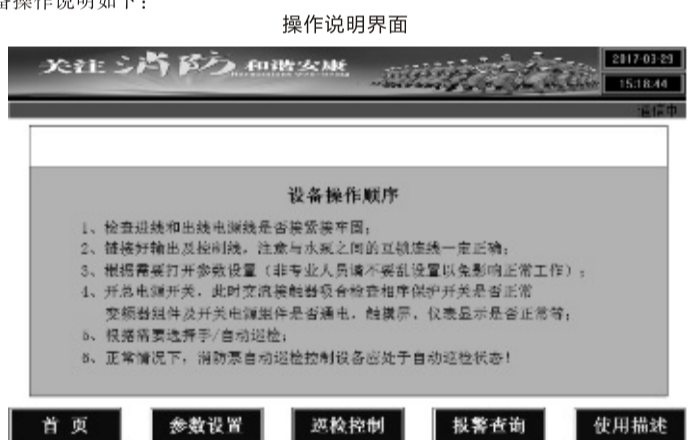 备操作说明如下:
操作说明界面
关注消防 和谐安康
2017-03-29
15:18:44
通信中
设备操作顺序
1、检查进线和出线电源线是否接紧接牢固;
2、链接好输出及控制线,注意与水泵之间的互锁连线一定正确;
3、根据需要打开参数设置(非专业人员请不要乱设置以免影响正常工作);
4、开总电源开关,此时交流接触器吸合检查相序保护开关是否正常
变频器组件及开关电源组件是否通电,触摸屏,仪表显示是否正常等;
5、根据需要选择手/自动巡检;
6、正常情况下,消防泵自动巡检控制设备应处于自动巡检状态!
首 页
参数设置
巡检控制
报警查询
使用描述